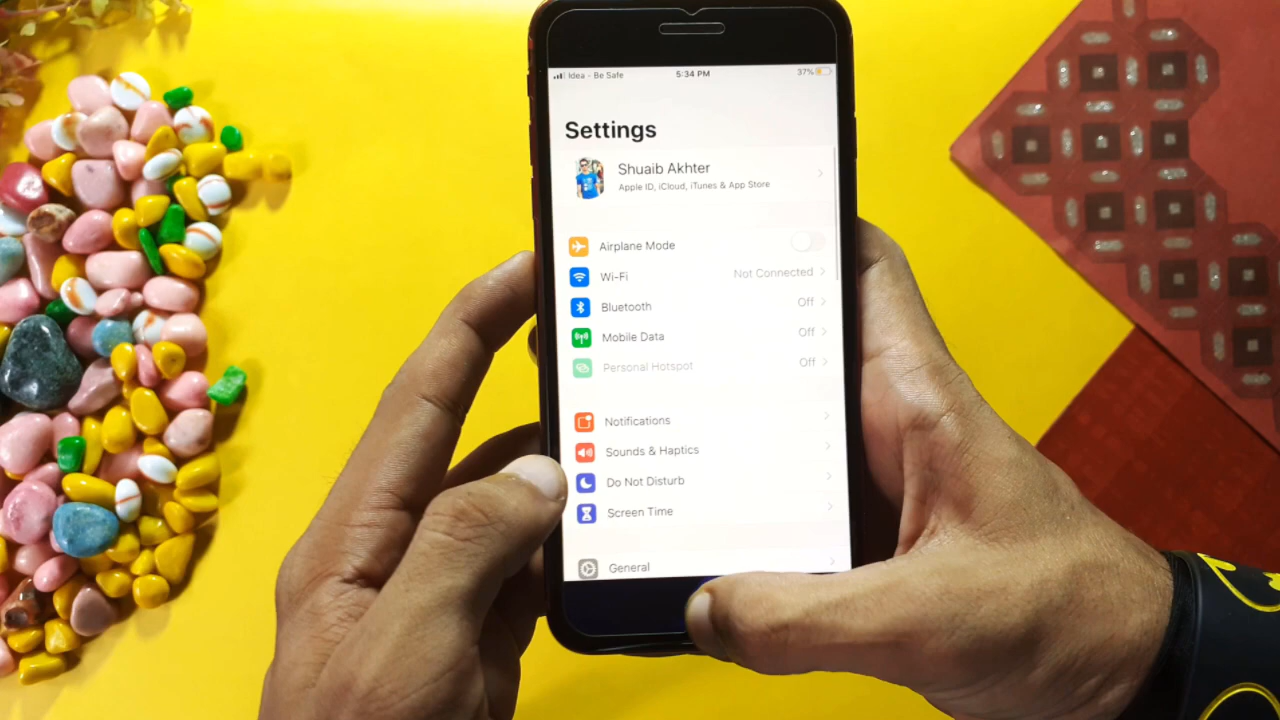 Idea - Be Safe 5:34 PM 37%
Settings
Shuaib Akhter
Apple ID, iCloud, iTunes & App Store
Airplane Mode
Wi-Fi Not Connected
Bluetooth Off
Mobile Data Off
Personal Hotspot Off
Notifications
Sounds & Haptics
Do Not Disturb
Screen Time
General